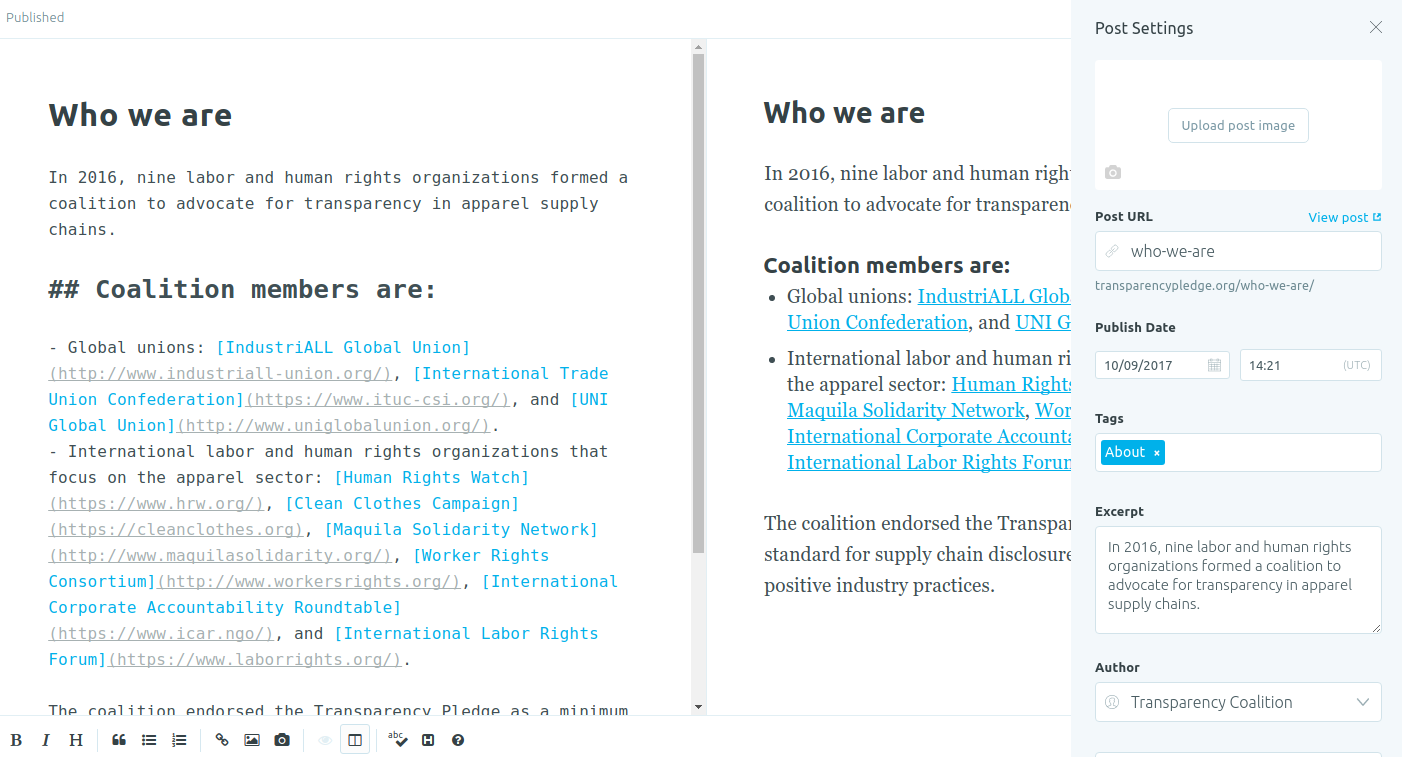 Published
Who we are
In 2016, nine labor and human rights organizations formed a
coalition to advocate for transparency in apparel supply
chains.
## Coalition members are:
- Global unions: [IndustriALL Global Union]
(http://www.industriall-union.org/), [International Trade
Union Confederation](https://www.ituc-csi.org/), and [UNI
Global Union](http://www.uniglobalunion.org/).
- International labor and human rights organizations that
focus on the apparel sector: [Human Rights Watch]
(https://www.hrw.org/), [Clean Clothes Campaign]
(https://cleanclothes.org), [Maquila Solidarity Network]
(http://www.maquilasolidarity.org/), [Worker Rights
Consortium](http://www.workersrights.org/), [International
Corporate Accountability Roundtable]
(https://www.icar.ngo/), and [International Labor Rights
Forum](https://www.laborrights.org/).
The coalition endorsed the Transparency Pledge as a minimum
B I H
abc
H ?
Who we are
In 2016, nine labor and human righ
coalition to advocate for transparen
Coalition members are:
Global unions: IndustriALL Glob
Union Confederation, and UNI G
International labor and human ri
the apparel sector: Human Rights
Maquila Solidarity Network, Wor
International Corporate Accounta
International Labor Rights Forum
The coalition endorsed the Transpar
standard for supply chain disclosure
positive industry practices.
Post Settings
Upload post image
Post URL View post
who-we-are
transparencypledge.org/who-we-are/
Publish Date
10/09/2017 14:21 (UTC)
Tags
About ×
Excerpt
In 2016, nine labor and human rights
organizations formed a coalition to
advocate for transparency in apparel
supply chains.
Author
Transparency Coalition